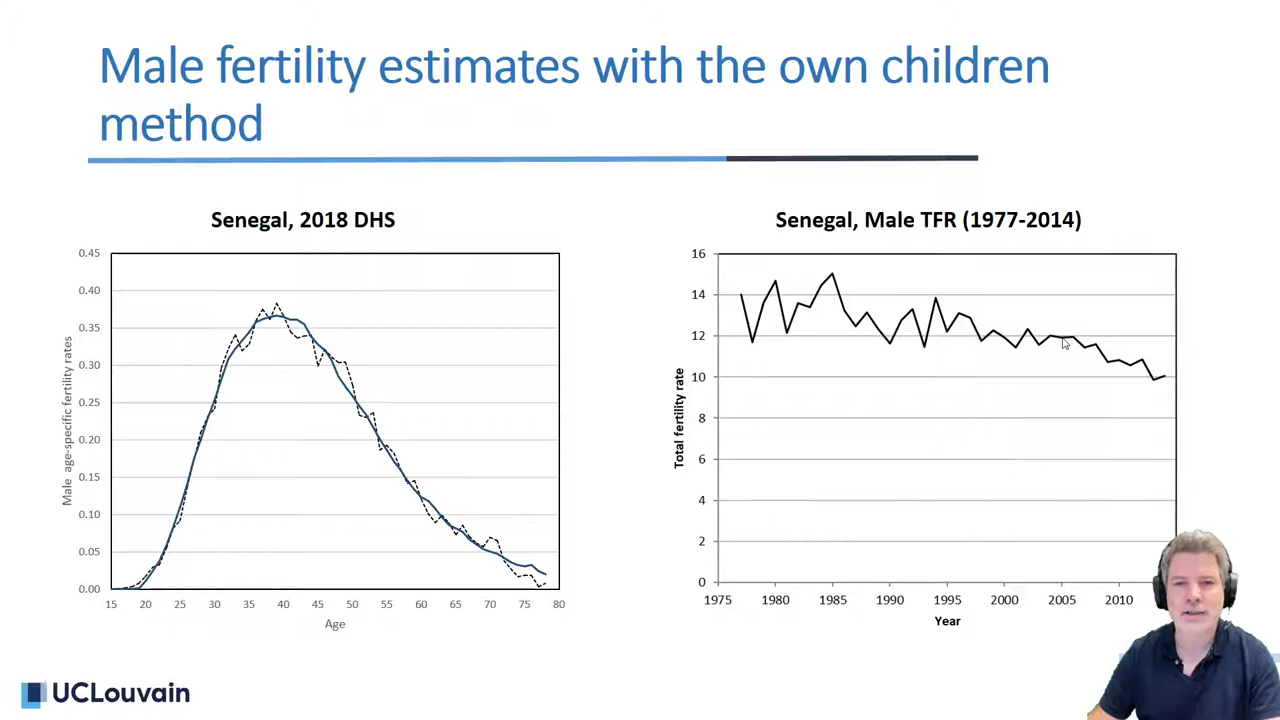 Male fertility estimates with the own children
method
Senegal, 2018 DHS
0.45
0.40
0.35
0.30
0.25
0.20
0.15
0.10
0.05
0.00
Male age-specific fertility rates
15 20 25 30 35 40 45 50 55 60 65 70 75 80
Age
Senegal, Male TFR (1977-2014)
16
14
12
10
8
6
4
2
0
Total fertility rate
1975 1980 1985 1990 1995 2000 2005 2010
Year
UCLouvain